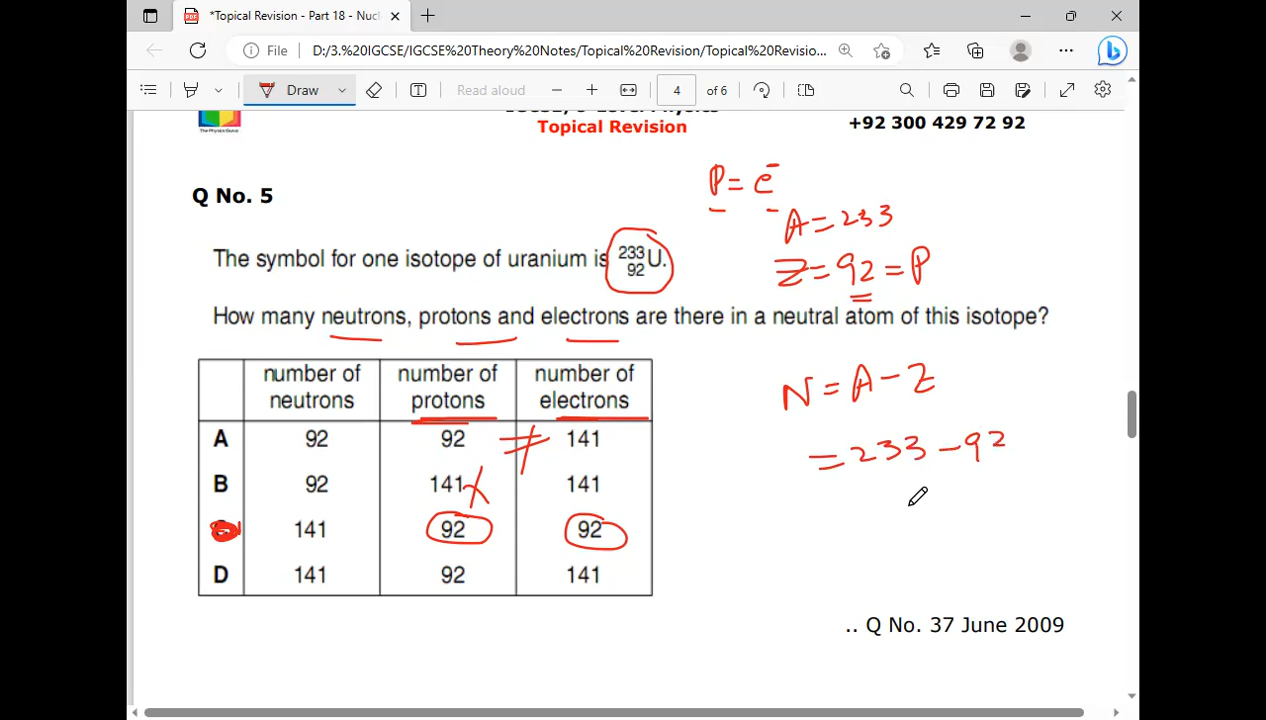 *Topical Revision - Part 18 - Nucl
File D:/3.%20IGCSE/IGCSE%20Theory%20Notes/Topical%20Revision/Topical%20Revisio...
Draw Read aloud 4 of 6
The Physics Guide
Topical Revision
+92 300 429 72 92
P = e⁻
Q No. 5
A = 233
The symbol for one isotope of uranium is ²³³₉₂U.
Z = 92 = P
How many neutrons, protons and electrons are there in a neutral atom of this isotope?
number of neutrons number of protons number of electrons
N = A - Z
A 92 92 ≠ 141
= 233 - 92
B 92 141 X 141
141 92 92
D 141 92 141
.. Q No. 37 June 2009